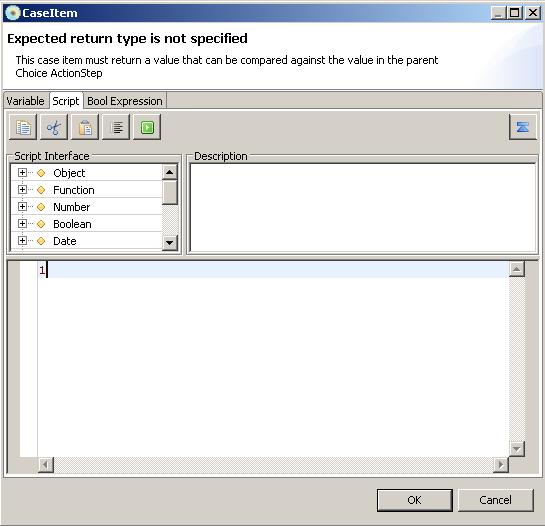 CaseItem
Expected return type is not specified
This case item must return a value that can be compared against the value in the parent
Choice ActionStep
Variable Script Bool Expression
Script Interface Description
Object
Function
Number
Boolean
Date
1
OK Cancel